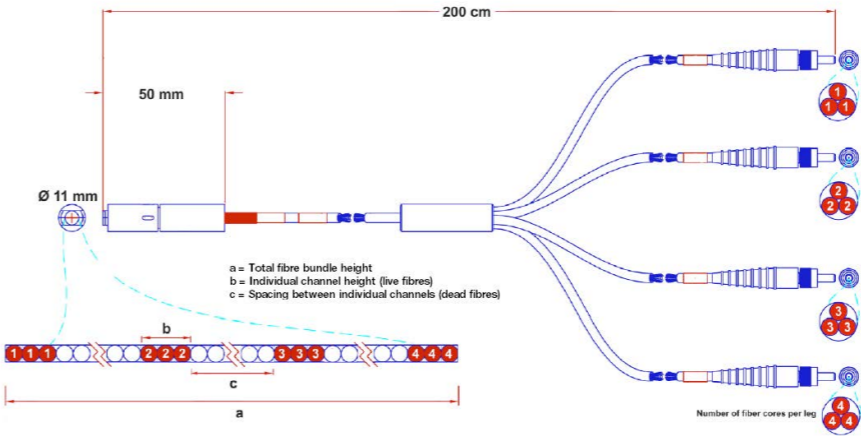 200 cm
50 mm
Ø 11 mm
1
1 1
2
2 2
a = Total fibre bundle height
b = Individual channel height (live fibres)
c = Spacing between individual channels (dead fibres)
3
3 3
b
1 1 1 2 2 2 3 3 3 4 4 4
c
a
Number of fiber cores per leg
4
4 4